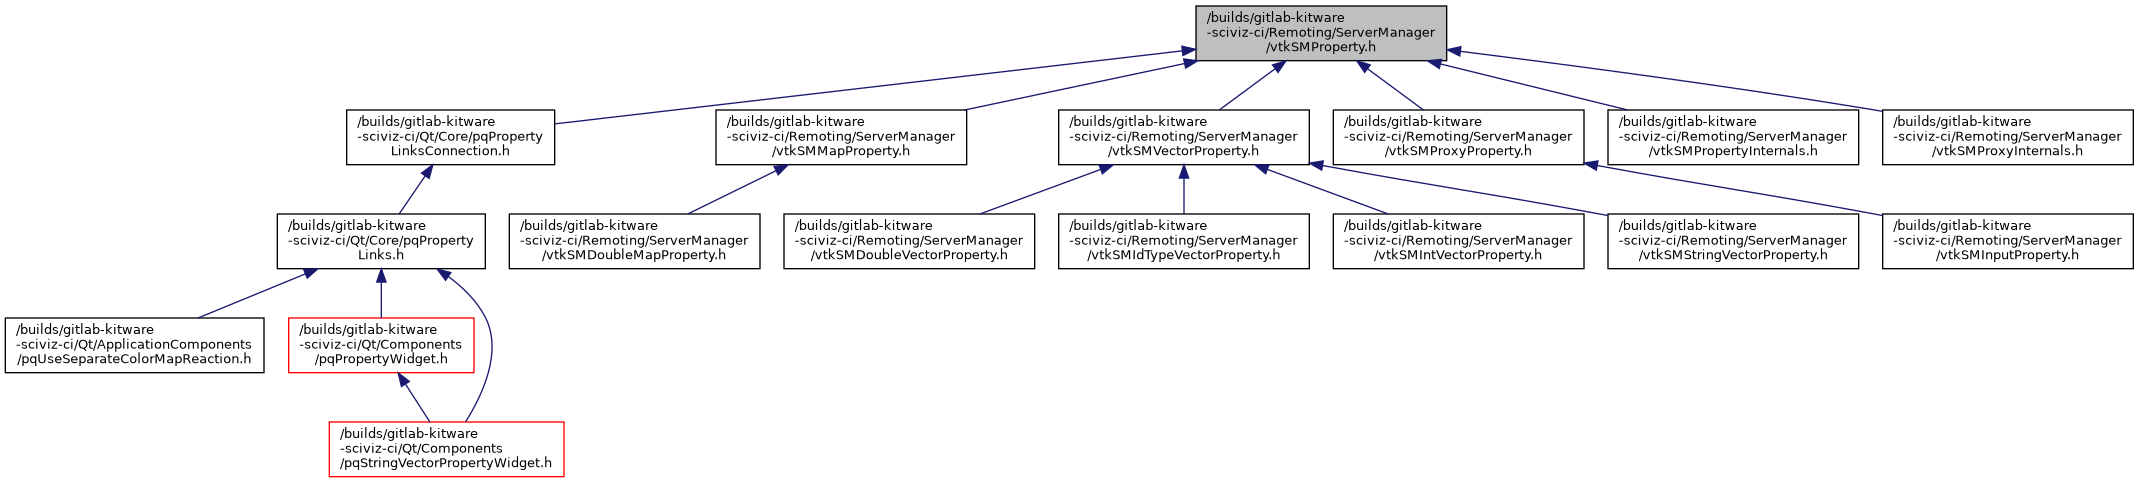 /builds/gitlab-kitware
-sciviz-ci/Remoting/ServerManager
/vtkSMProperty.h
/builds/gitlab-kitware
-sciviz-ci/Qt/Core/pqProperty
LinksConnection.h
/builds/gitlab-kitware
-sciviz-ci/Remoting/ServerManager
/vtkSMMapProperty.h
/builds/gitlab-kitware
-sciviz-ci/Remoting/ServerManager
/vtkSMVectorProperty.h
/builds/gitlab-kitware
-sciviz-ci/Remoting/ServerManager
/vtkSMProxyProperty.h
/builds/gitlab-kitware
-sciviz-ci/Remoting/ServerManager
/vtkSMPropertyInternals.h
/builds/gitlab-kitware
-sciviz-ci/Remoting/ServerManager
/vtkSMProxyInternals.h
/builds/gitlab-kitware
-sciviz-ci/Qt/Core/pqProperty
Links.h
/builds/gitlab-kitware
-sciviz-ci/Remoting/ServerManager
/vtkSMDoubleMapProperty.h
/builds/gitlab-kitware
-sciviz-ci/Remoting/ServerManager
/vtkSMDoubleVectorProperty.h
/builds/gitlab-kitware
-sciviz-ci/Remoting/ServerManager
/vtkSMIdTypeVectorProperty.h
/builds/gitlab-kitware
-sciviz-ci/Remoting/ServerManager
/vtkSMIntVectorProperty.h
/builds/gitlab-kitware
-sciviz-ci/Remoting/ServerManager
/vtkSMStringVectorProperty.h
/builds/gitlab-kitware
-sciviz-ci/Remoting/ServerManager
/vtkSMInputProperty.h
/builds/gitlab-kitware
-sciviz-ci/Qt/ApplicationComponents
/pqUseSeparateColorMapReaction.h
/builds/gitlab-kitware
-sciviz-ci/Qt/Components
/pqPropertyWidget.h
/builds/gitlab-kitware
-sciviz-ci/Qt/Components
/pqStringVectorPropertyWidget.h